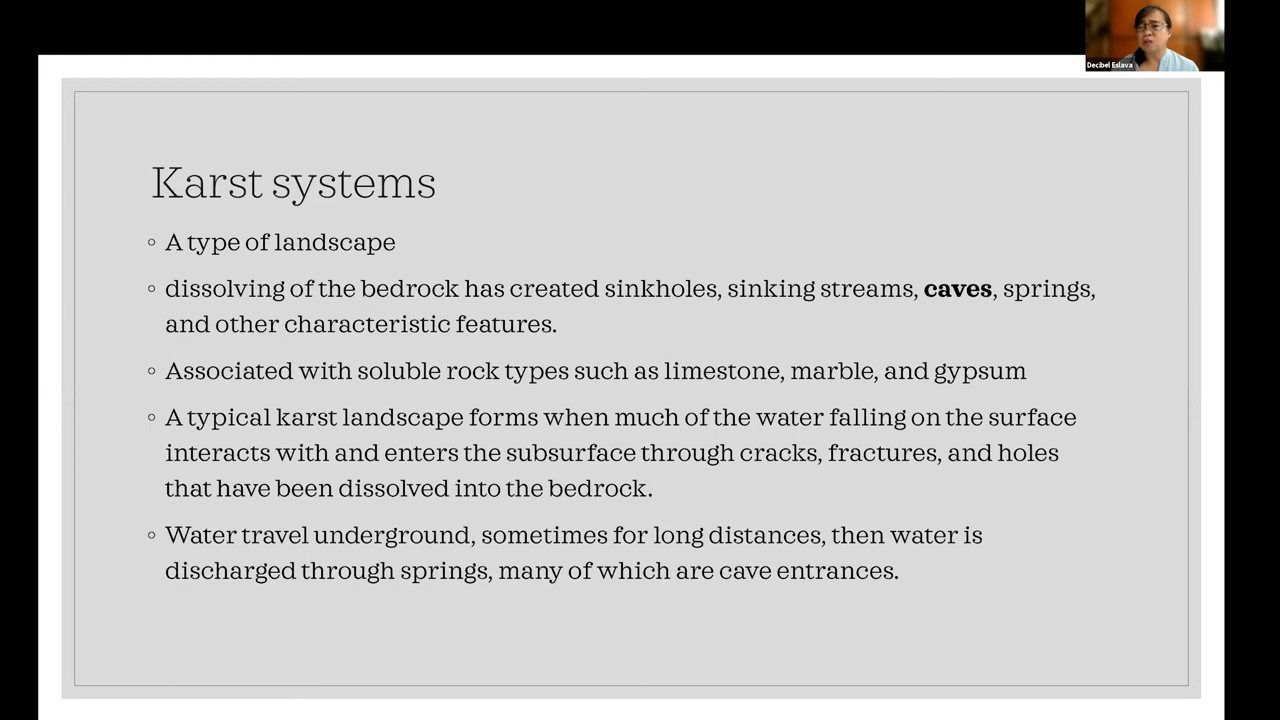 Decibel Eslava
Karst systems
◦ A type of landscape
◦ dissolving of the bedrock has created sinkholes, sinking streams, caves, springs,
and other characteristic features.
◦ Associated with soluble rock types such as limestone, marble, and gypsum
◦ A typical karst landscape forms when much of the water falling on the surface
interacts with and enters the subsurface through cracks, fractures, and holes
that have been dissolved into the bedrock.
◦ Water travel underground, sometimes for long distances, then water is
discharged through springs, many of which are cave entrances.